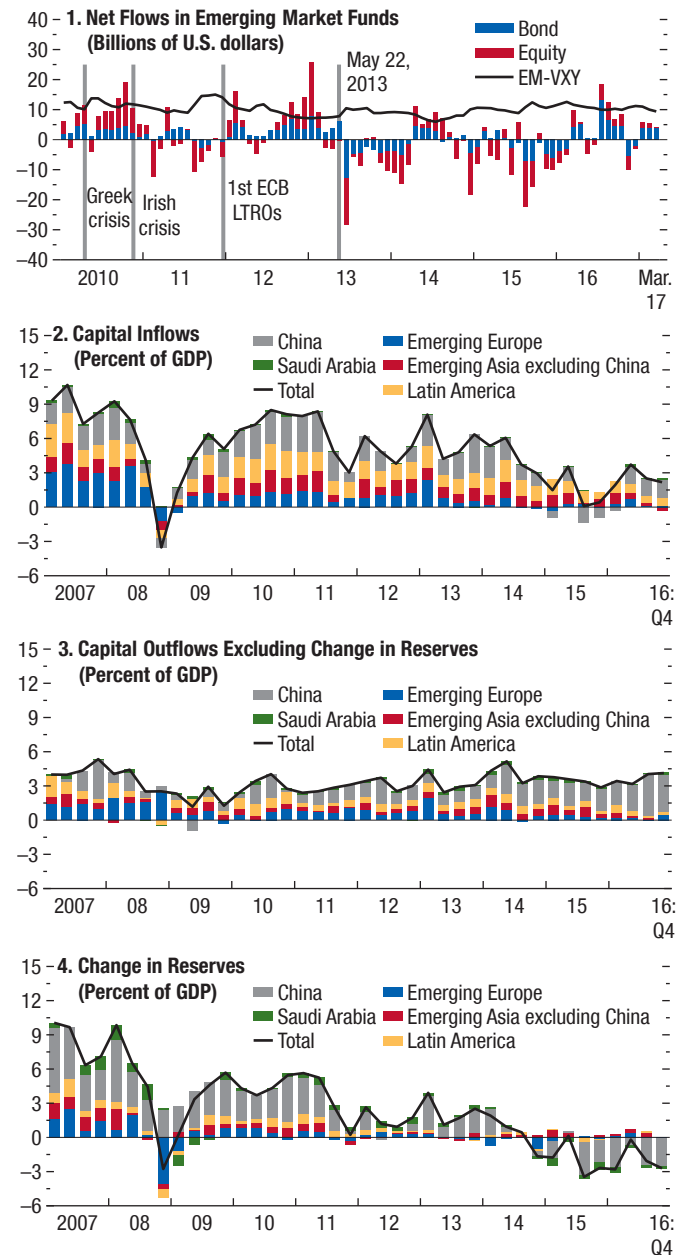 1. Net Flows in Emerging Market Funds
(Billions of U.S. dollars)
Bond
Equity
EM-VXY
May 22,
2013
Greek
crisis
Irish
crisis
1st ECB
LTROs
40
30
20
10
0
–10
–20
–30
–40
2010 11 12 13 14 15 16 Mar.
17
2. Capital Inflows
(Percent of GDP)
China Emerging Europe
Saudi Arabia Emerging Asia excluding China
Total Latin America
15
12
9
6
3
0
–3
–6
2007 08 09 10 11 12 13 14 15 16:
Q4
3. Capital Outflows Excluding Change in Reserves
(Percent of GDP)
China Emerging Europe
Saudi Arabia Emerging Asia excluding China
Total Latin America
15
12
9
6
3
0
–3
–6
2007 08 09 10 11 12 13 14 15 16:
Q4
4. Change in Reserves
(Percent of GDP)
China Emerging Europe
Saudi Arabia Emerging Asia excluding China
Total Latin America
15
12
9
6
3
0
–3
–6
2007 08 09 10 11 12 13 14 15 16:
Q4